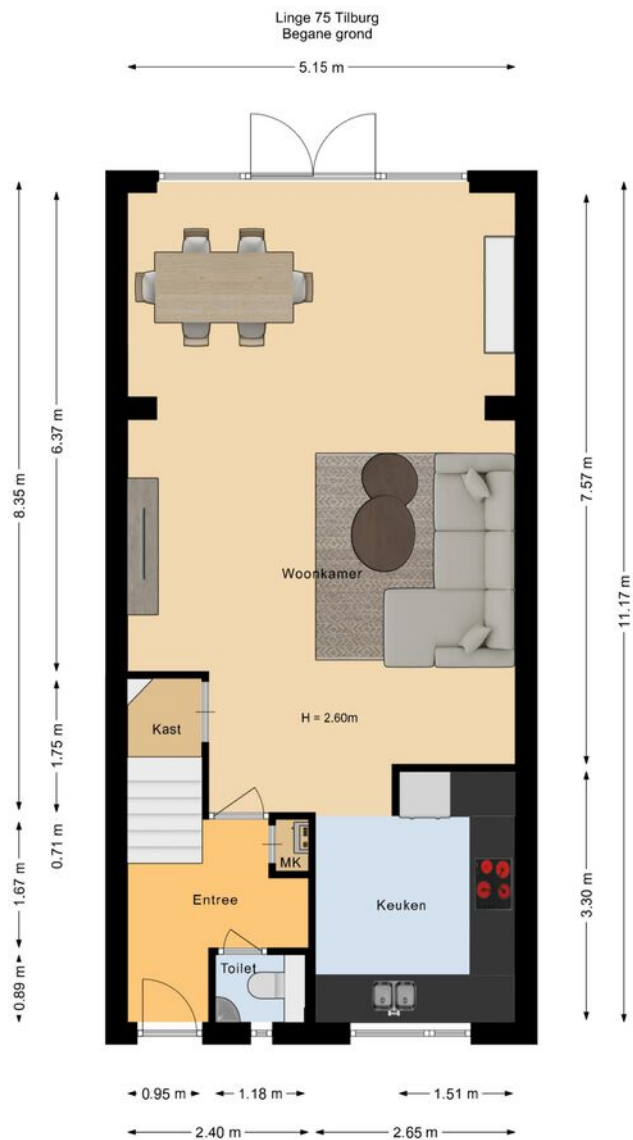 Linge 75 Tilburg
Begane grond
5.15 m
8.35 m
6.37 m
7.57 m
11.17 m
Woonkamer
H = 2.60m
Kast
1.75 m
0.71 m
MK
Entree
Keuken
1.67 m
3.30 m
Toilet
0.89 m
0.95 m
1.18 m
1.51 m
2.40 m
2.65 m